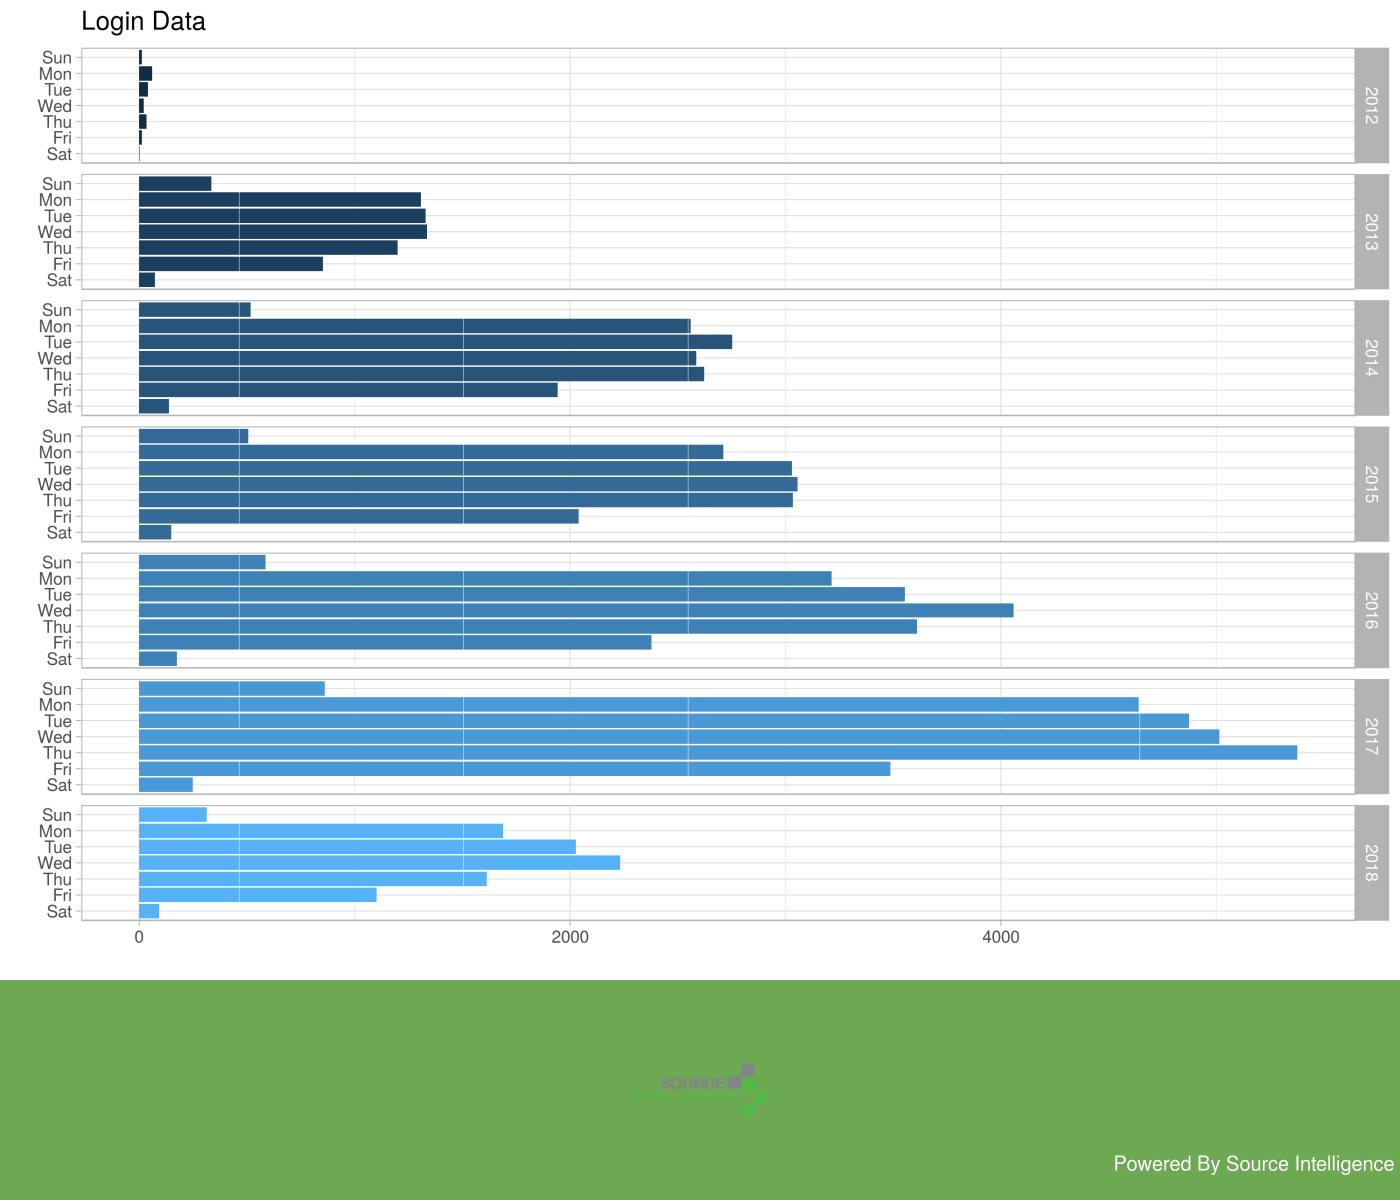 Login Data
Sun
Mon
Tue
Wed
Thu
Fri
Sat
2012
Sun
Mon
Tue
Wed
Thu
Fri
Sat
2013
Sun
Mon
Tue
Wed
Thu
Fri
Sat
2014
Sun
Mon
Tue
Wed
Thu
Fri
Sat
2015
Sun
Mon
Tue
Wed
Thu
Fri
Sat
2016
Sun
Mon
Tue
Wed
Thu
Fri
Sat
2017
Sun
Mon
Tue
Wed
Thu
Fri
Sat
2018
0 2000 4000
SOURCE
Powered By Source Intelligence